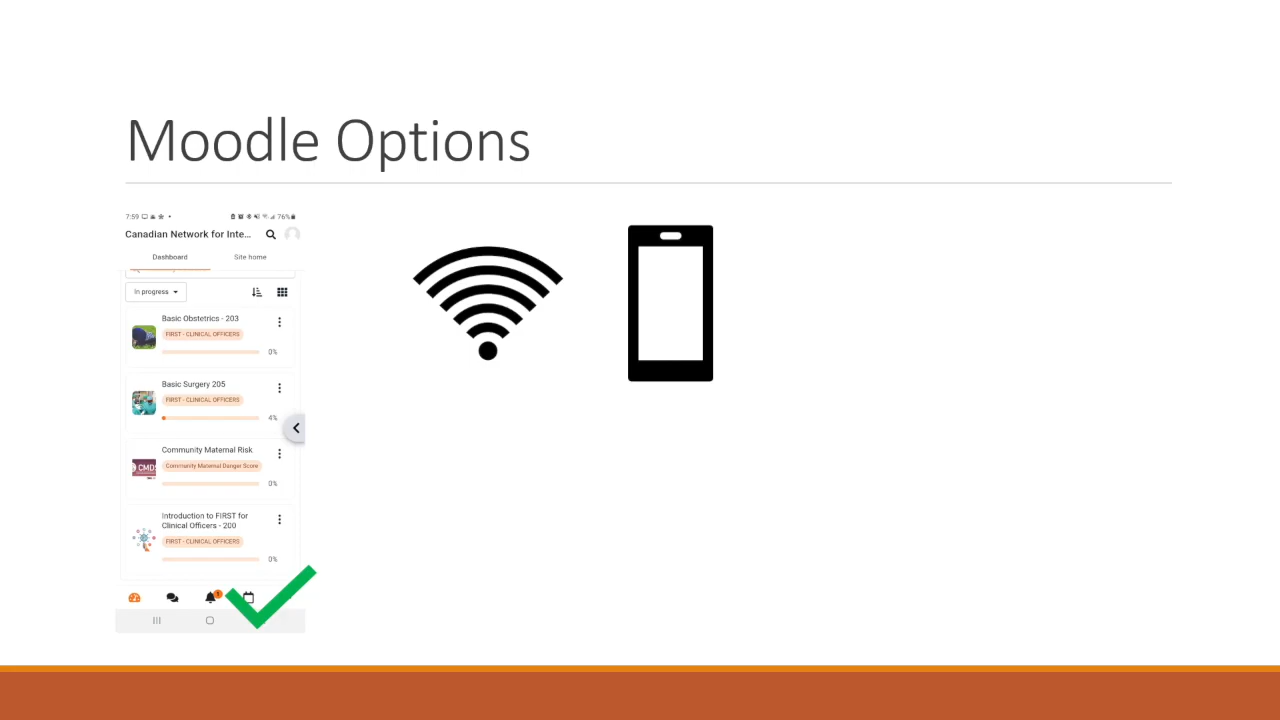 Moodle Options
7:59
76%
Canadian Network for Inte...
Dashboard
Site home
In progress
Basic Obstetrics - 203
FIRST - CLINICAL OFFICERS
0%
Basic Surgery 205
FIRST - CLINICAL OFFICERS
4%
Community Maternal Risk
CMDS
Community Maternal Danger Score
0%
Introduction to FIRST for
Clinical Officers - 200
FIRST - CLINICAL OFFICERS
0%
1